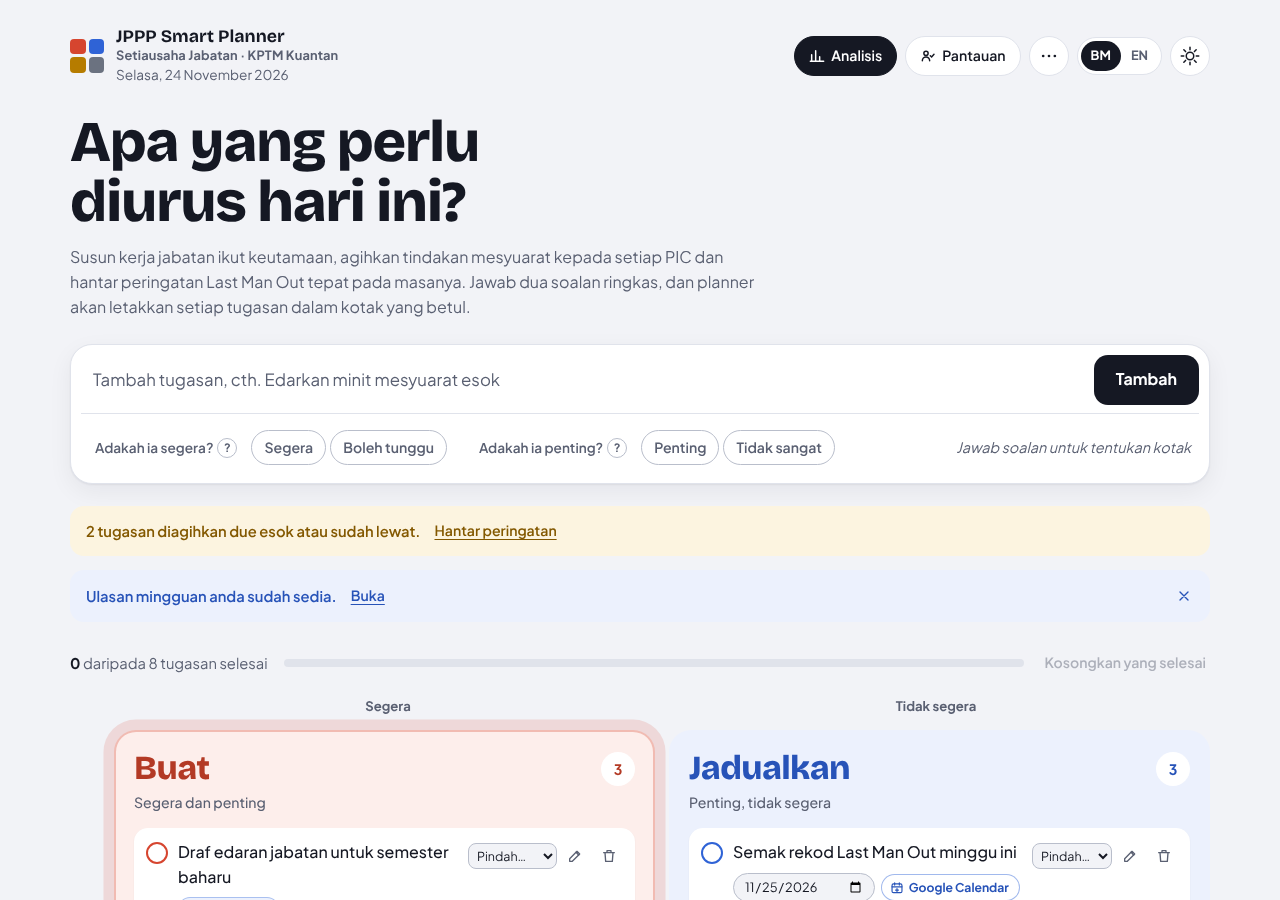 JPPP Smart Planner
Setiausaha Jabatan · KPTM Kuantan
Selasa, 24 November 2026
Analisis
Pantauan
BM
EN
Apa yang perlu
diurus hari ini?
Susun kerja jabatan ikut keutamaan, agihkan tindakan mesyuarat kepada setiap PIC dan
hantar peringatan Last Man Out tepat pada masanya. Jawab dua soalan ringkas, dan planner
akan letakkan setiap tugasan dalam kotak yang betul.
Tambah tugasan, cth. Edarkan minit mesyuarat esok
Tambah
Adakah ia segera? ? Segera Boleh tunggu Adakah ia penting? ? Penting Tidak sangat Jawab soalan untuk tentukan kotak
2 tugasan diagihkan due esok atau sudah lewat. Hantar peringatan
Ulasan mingguan anda sudah sedia. Buka
0 daripada 8 tugasan selesai
Kosongkan yang selesai
Segera
Tidak segera
Buat
3
Segera dan penting
Draf edaran jabatan untuk semester
baharu
Pindah...
Jadualkan
3
Penting, tidak segera
Semak rekod Last Man Out minggu ini
Pindah...
11/25/2026
Google Calendar